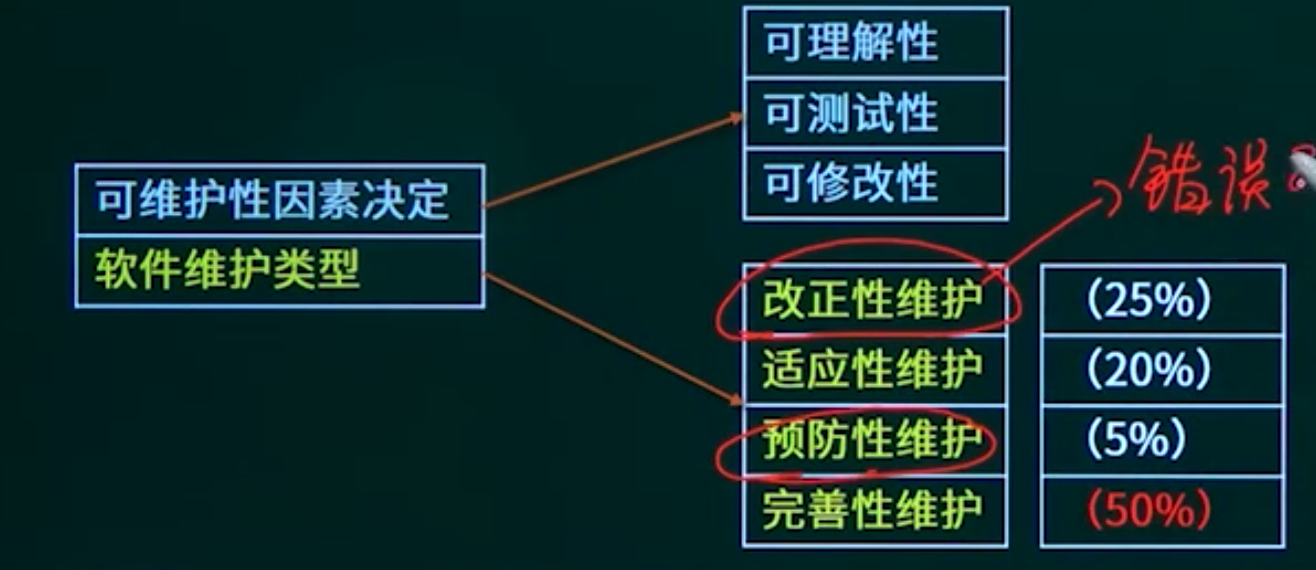 可理解性
可测试性
可修改性
错误
可维护性因素决定
软件维护类型
改正性维护 (25%)
适应性维护 (20%)
预防性维护 (5%)
完善性维护 (50%)